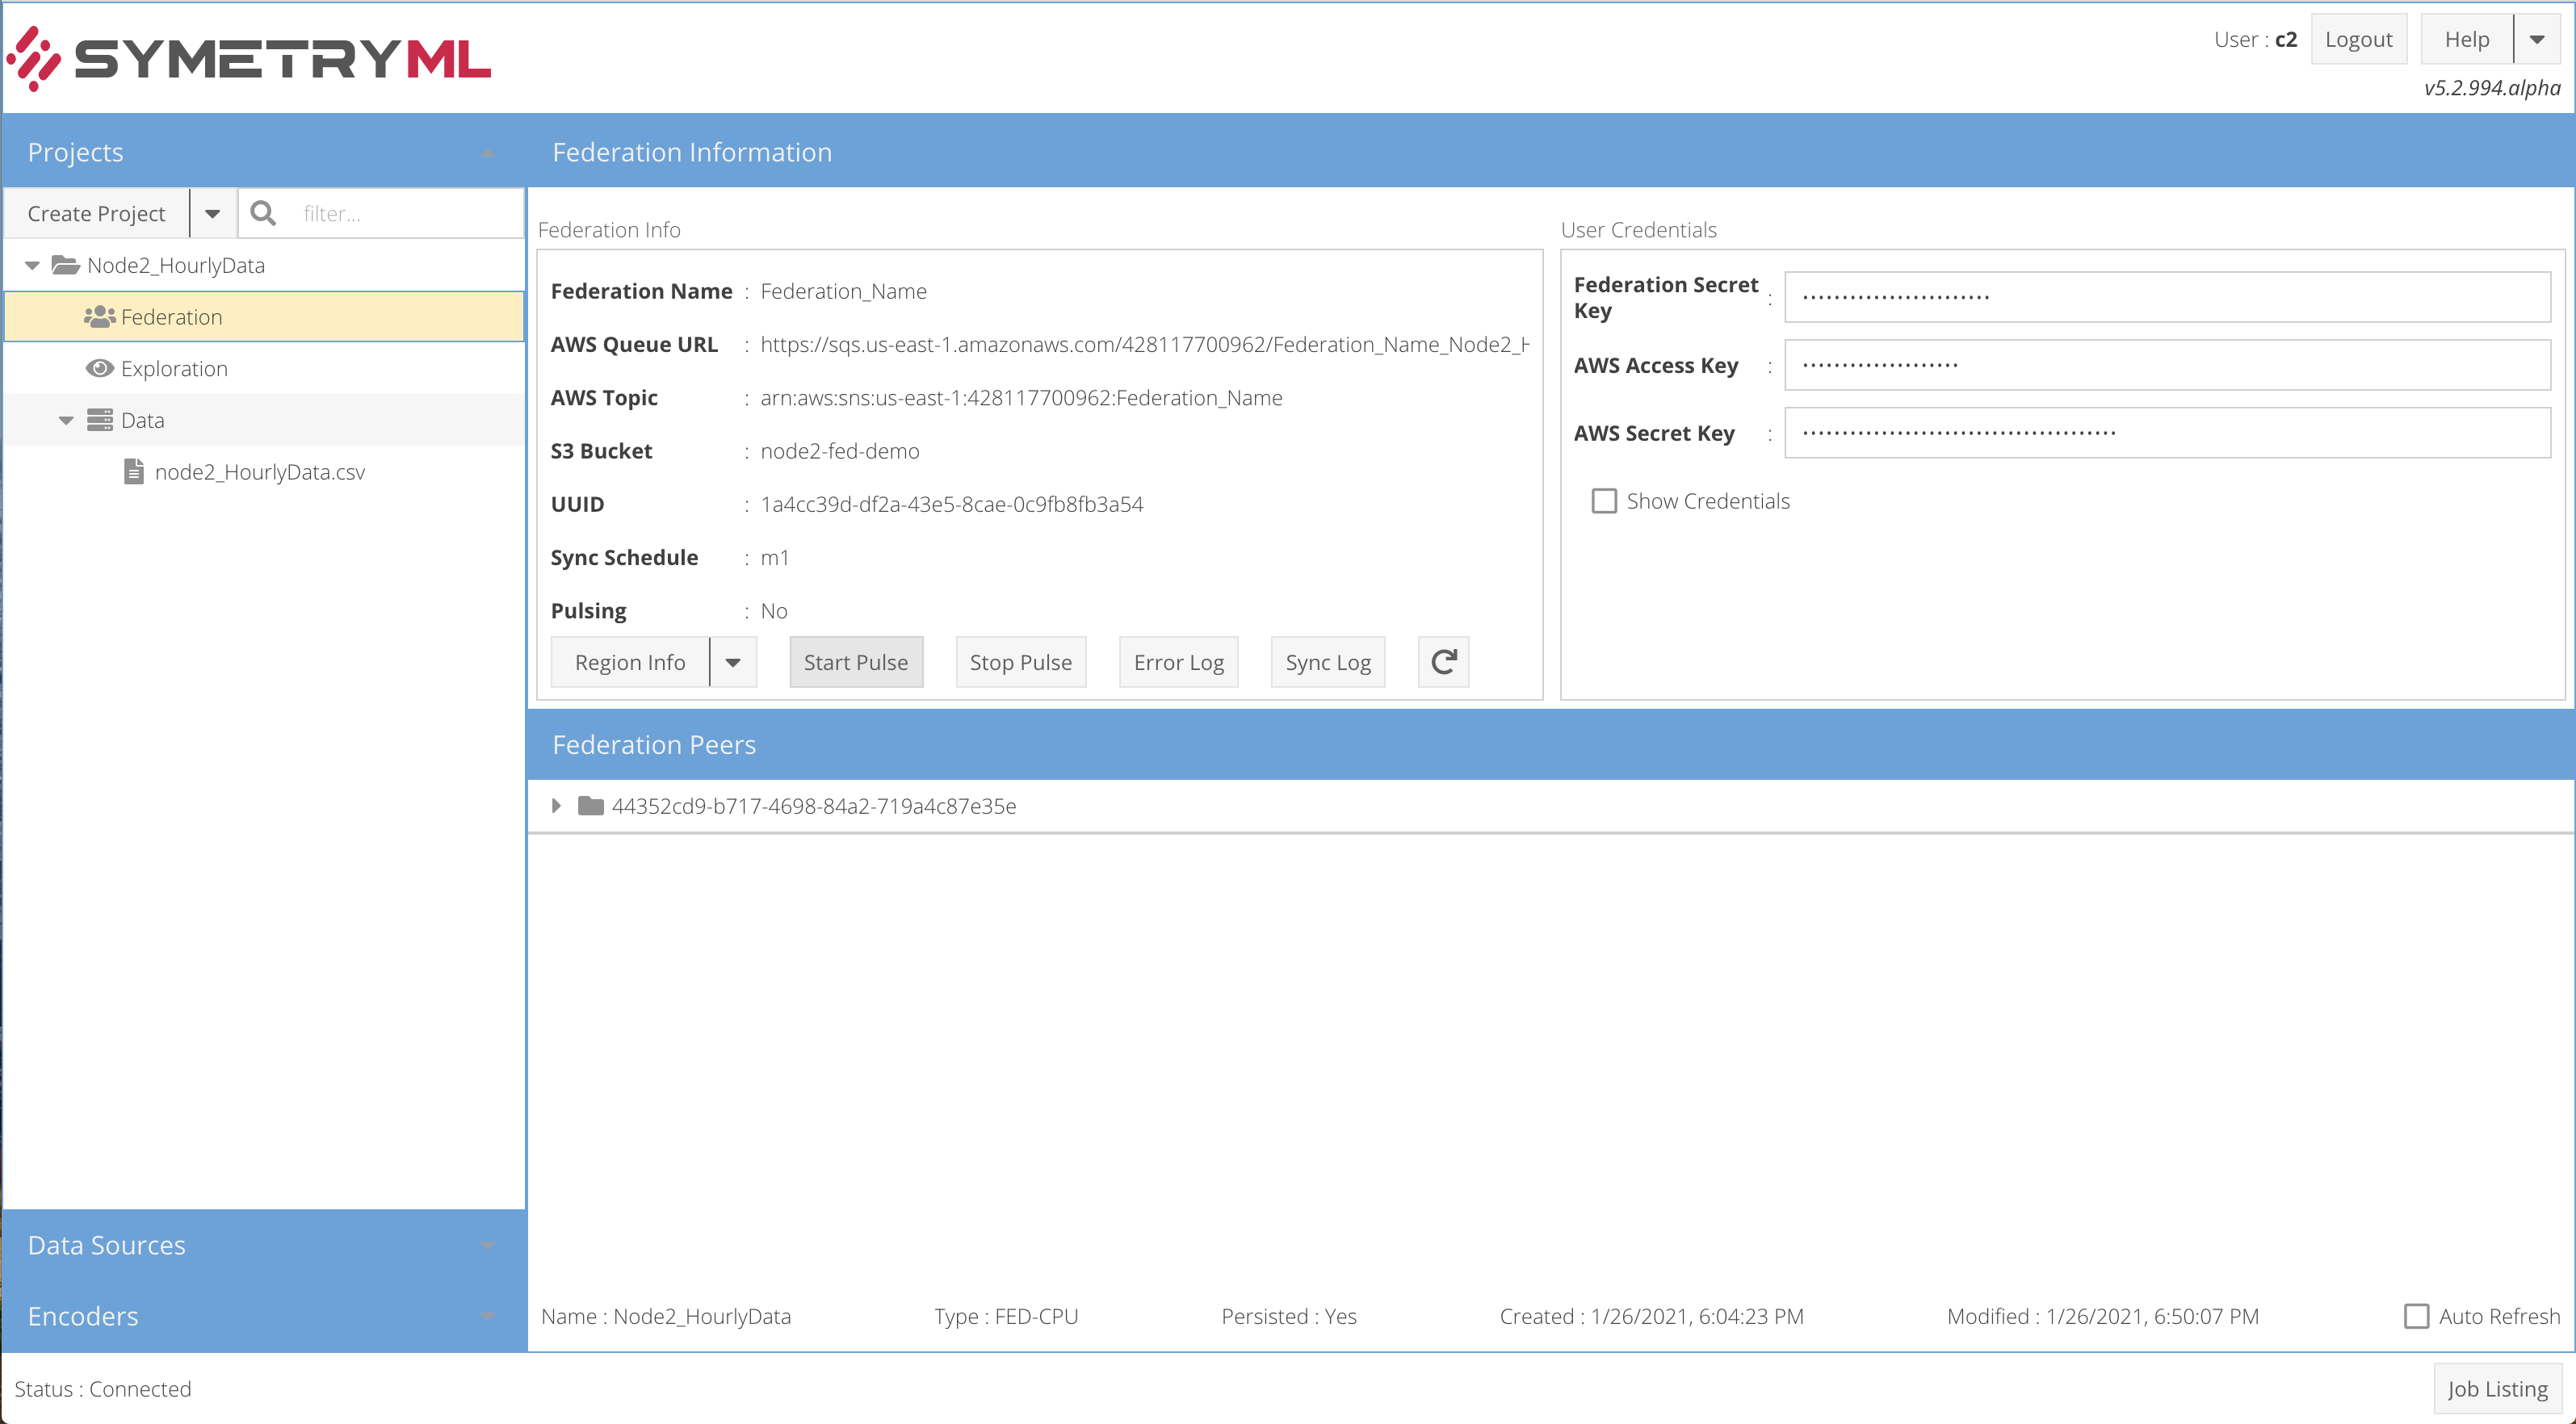 SYMETRYML
User : c2 Logout Help
v5.2.994.alpha
Projects
Create Project filter...
Node2_HourlyData
Federation
Exploration
Data
node2_HourlyData.csv
Data Sources
Encoders
Federation Information
Federation Info
Federation Name : Federation_Name
AWS Queue URL : https://sqs.us-east-1.amazonaws.com/428117700962/Federation_Name_Node2_H
AWS Topic : arn:aws:sns:us-east-1:428117700962:Federation_Name
S3 Bucket : node2-fed-demo
UUID : 1a4cc39d-df2a-43e5-8cae-0c9fb8fb3a54
Sync Schedule : m1
Pulsing : No
Region Info Start Pulse Stop Pulse Error Log Sync Log
User Credentials
Federation Secret
Key :
AWS Access Key :
AWS Secret Key :
Show Credentials
Federation Peers
44352cd9-b717-4698-84a2-719a4c87e35e
Name : Node2_HourlyData Type : FED-CPU Persisted : Yes Created : 1/26/2021, 6:04:23 PM Modified : 1/26/2021, 6:50:07 PM Auto Refresh
Status : Connected Job Listing